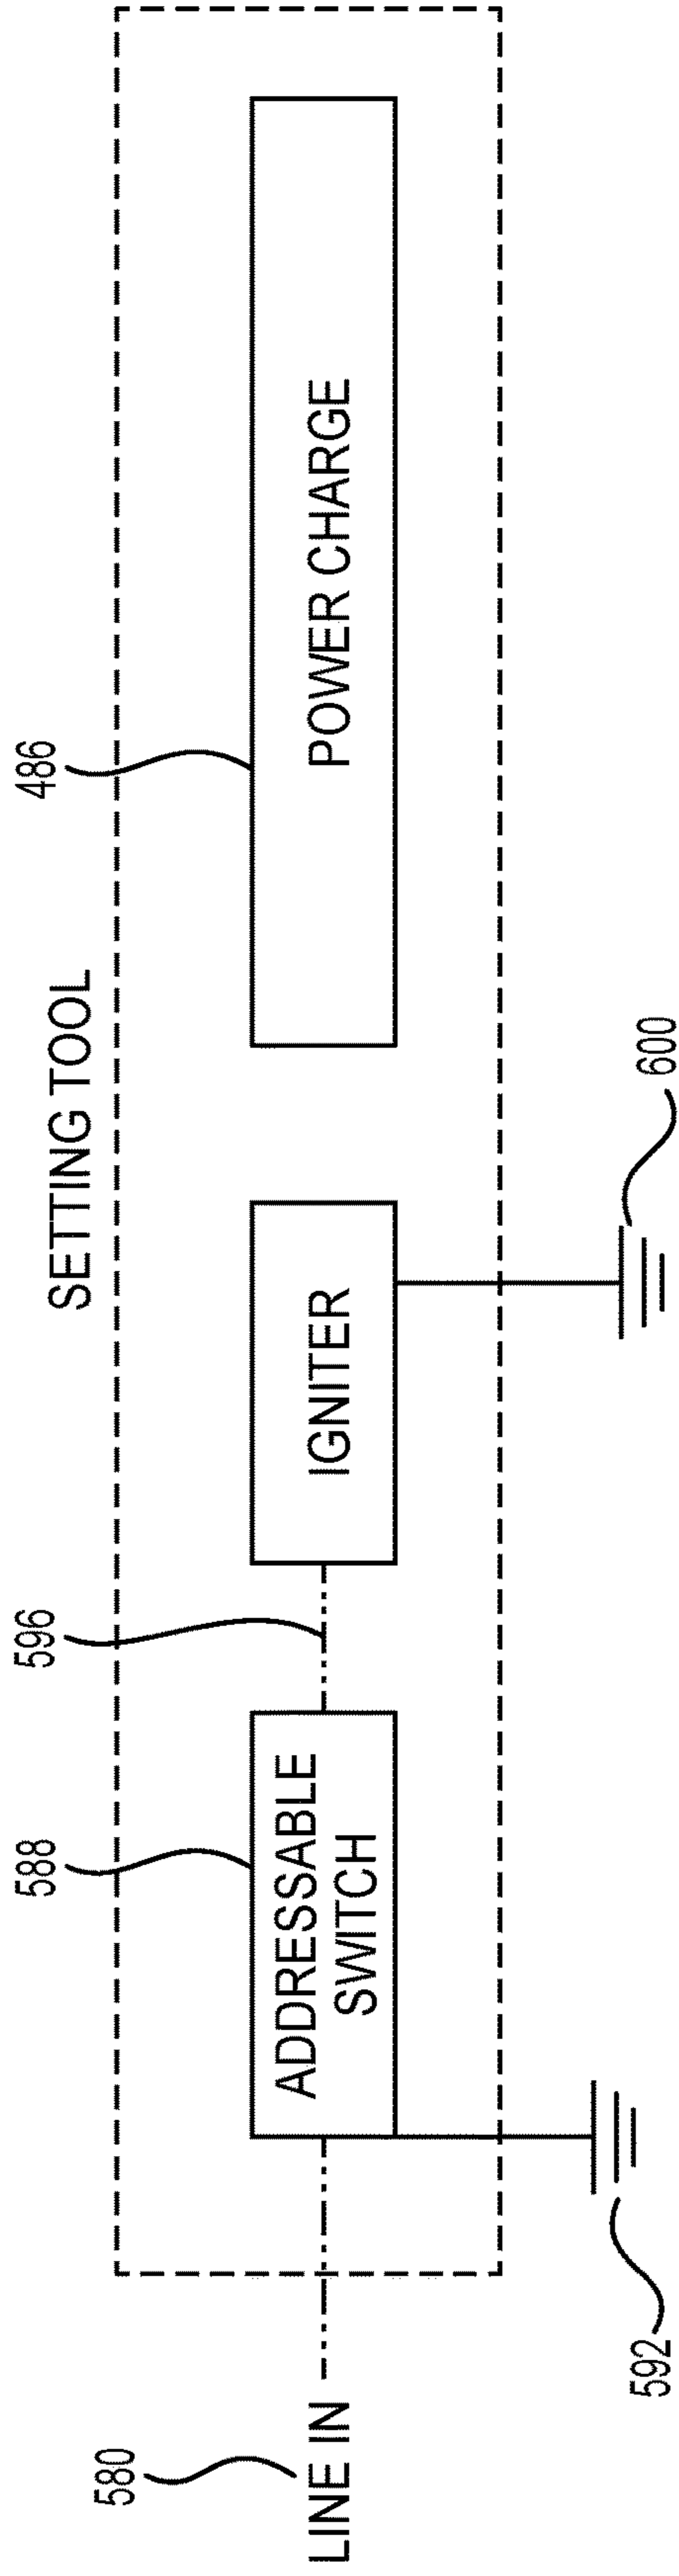 SETTING TOOL
580
588
596
486
LINE IN
ADDRESSABLE
SWITCH
IGNITER
POWER CHARGE
592
600